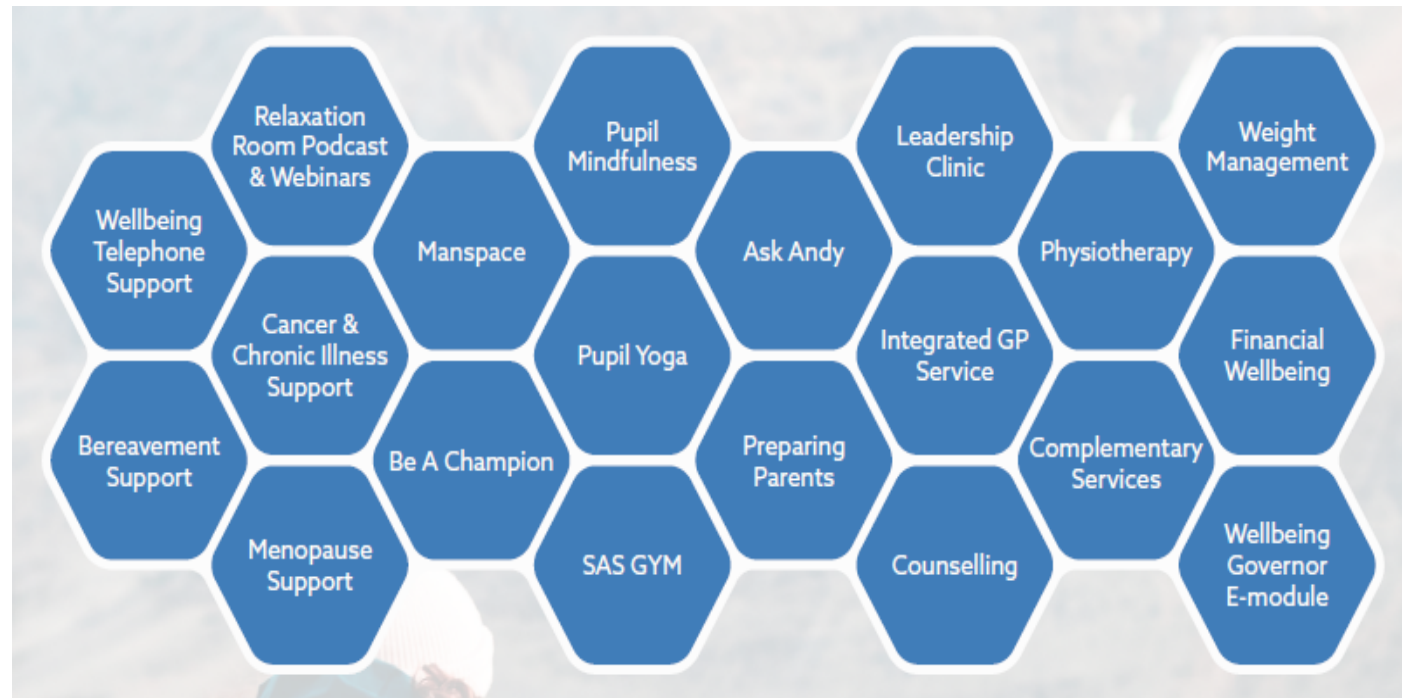 Relaxation
Room Podcast
& Webinars
Pupil
Mindfulness
Leadership
Clinic
Weight
Management
Wellbeing
Telephone
Support
Manspace
Ask Andy
Physiotherapy
Cancer &
Chronic Illness
Support
Pupil Yoga
Integrated GP
Service
Financial
Wellbeing
Bereavement
Support
Be A Champion
Preparing
Parents
Complementary
Services
Menopause
Support
SAS GYM
Counselling
Wellbeing
Governor
E-module